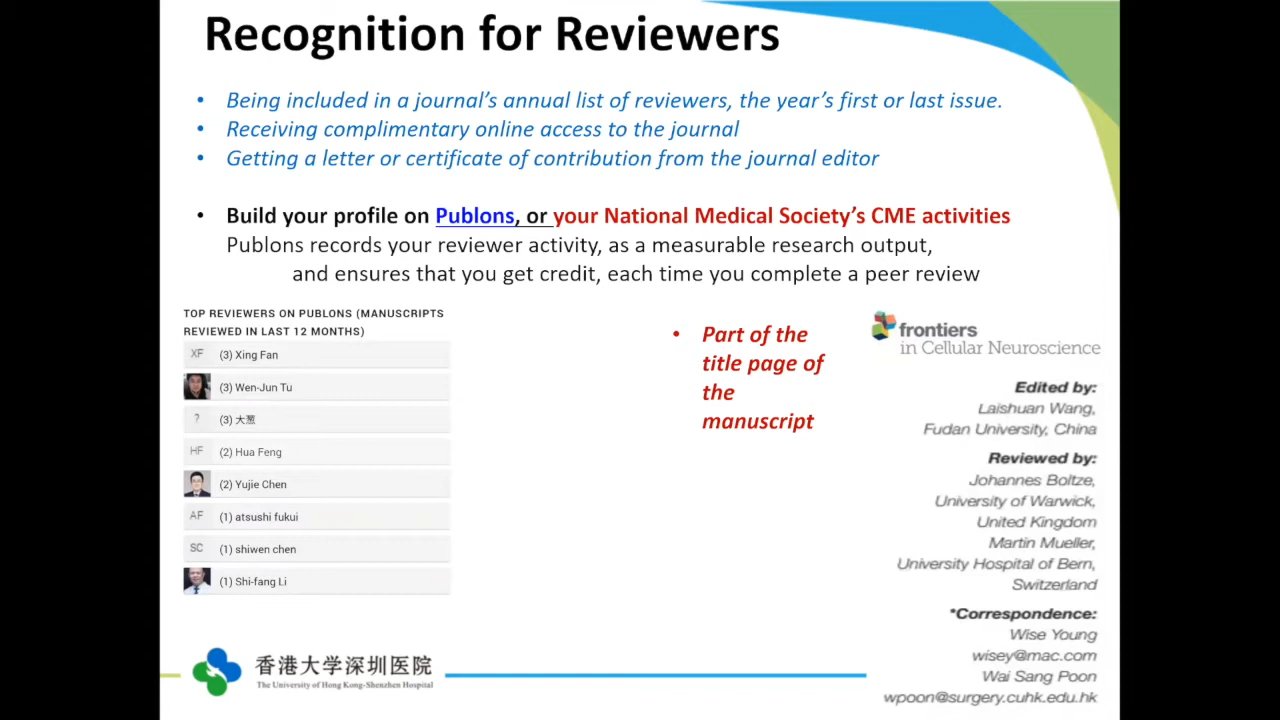 Recognition for Reviewers
• Being included in a journal's annual list of reviewers, the year's first or last issue.
• Receiving complimentary online access to the journal
• Getting a letter or certificate of contribution from the journal editor
• Build your profile on Publons, or your National Medical Society's CME activities
Publons records your reviewer activity, as a measurable research output,
and ensures that you get credit, each time you complete a peer review
TOP REVIEWERS ON PUBLONS (MANUSCRIPTS
REVIEWED IN LAST 12 MONTHS)
XF (3) Xing Fan
(3) Wen-Jun Tu
? (3) 大葱
HF (2) Hua Feng
(2) Yujie Chen
AF (1) atsushi fukui
SC (1) shiwen chen
(1) Shi-fang Li
• Part of the
title page of
the
manuscript
frontiers
in Cellular Neuroscience
Edited by:
Laishuan Wang,
Fudan University, China
Reviewed by:
Johannes Boltze,
University of Warwick,
United Kingdom
Martin Mueller,
University Hospital of Bern,
Switzerland
*Correspondence:
Wise Young
wisey@mac.com
Wai Sang Poon
wpoon@surgery.cuhk.edu.hk
香港大学深圳医院
The University of Hong Kong-Shenzhen Hospital